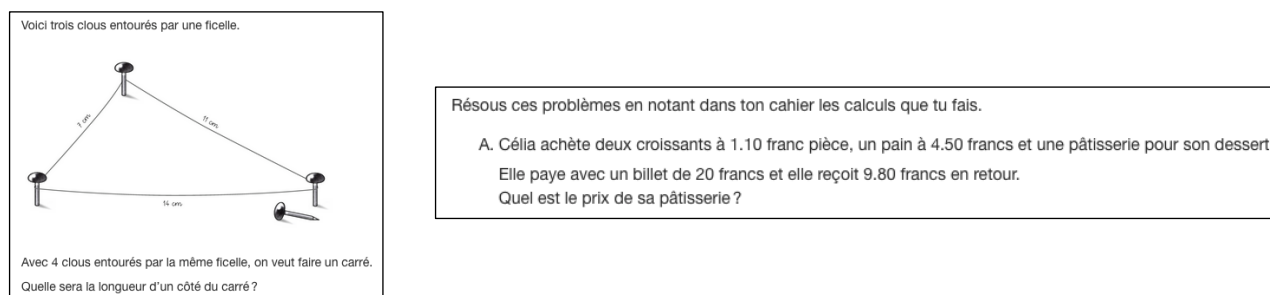 Voici trois clous entourés par une ficelle.
7 cm
11 cm
14 cm
Avec 4 clous entourés par la même ficelle, on veut faire un carré.
Quelle sera la longueur d'un côté du carré ?
Résous ces problèmes en notant dans ton cahier les calculs que tu fais.
A. Célia achète deux croissants à 1.10 franc pièce, un pain à 4.50 francs et une pâtisserie pour son dessert
Elle paye avec un billet de 20 francs et elle reçoit 9.80 francs en retour.
Quel est le prix de sa pâtisserie ?